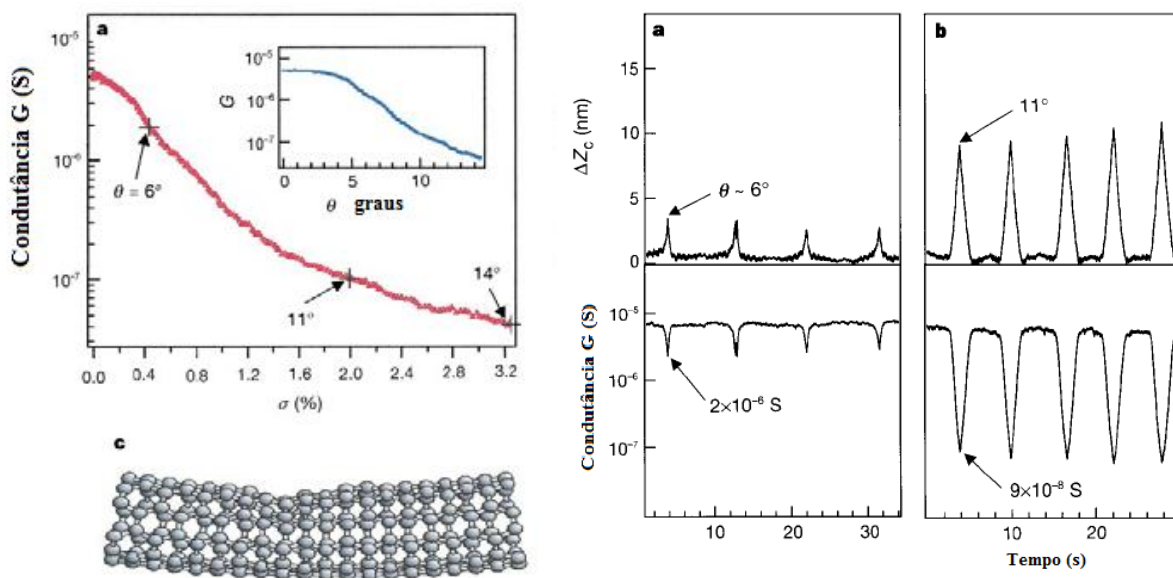 a
Condutância G (S)
10⁻⁵
10⁻⁶
10⁻⁷
θ = 6°
11°
14°
0.0 0.4 0.8 1.2 1.6 2.0 2.4 2.8 3.2
σ (%)
G
10⁻⁵
10⁻⁶
10⁻⁷
0 5 10
θ graus
c
a
ΔZc (nm)
15
10
5
0
θ ~ 6°
Condutância G (S)
10⁻⁵
10⁻⁶
10⁻⁷
2×10⁻⁶ S
10 20 30
b
11°
9×10⁻⁸ S
10 20
Tempo (s)